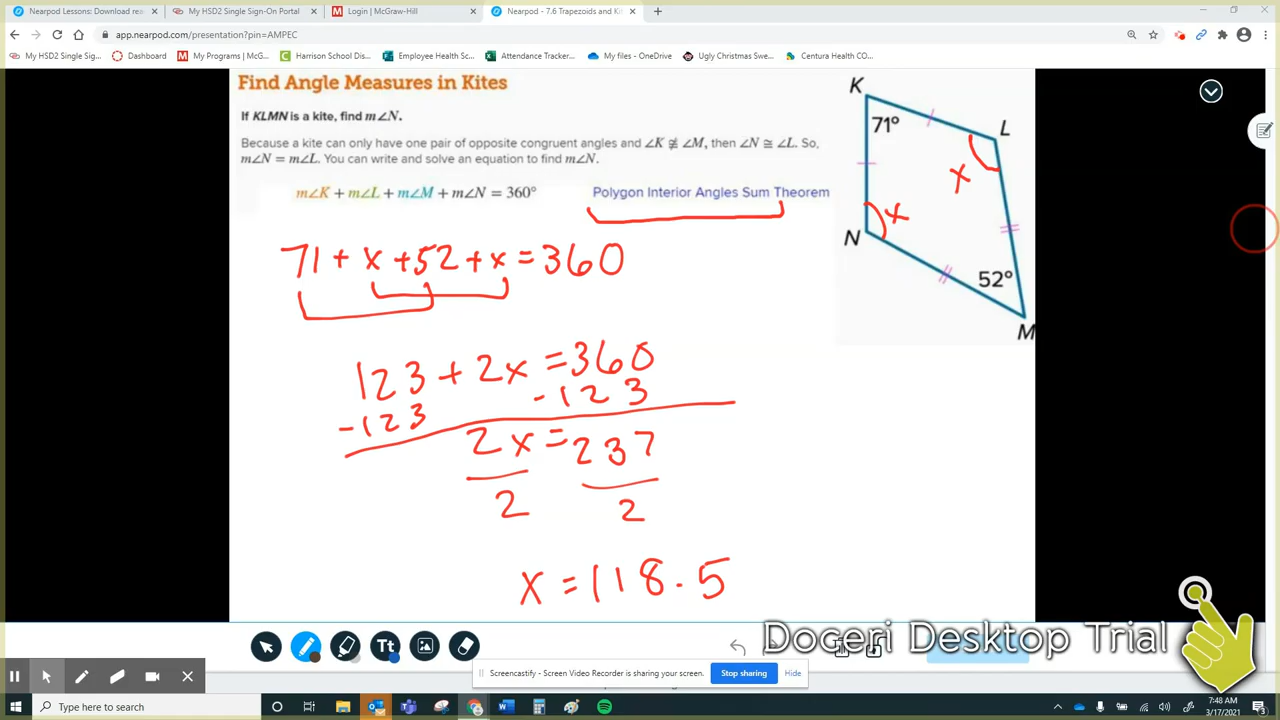 Nearpod Lessons: Download rea
My HSD2 Single Sign-On Portal
Login | McGraw-Hill
Nearpod - 7.6 Trapezoids and Kit
app.nearpod.com/presentation?pin=AMPEC
My HSD2 Single Sig...
Dashboard
My Programs | McG...
Harrison School Dis...
Employee Health Sc...
Attendance Tracker...
My files - OneDrive
Ugly Christmas Swe...
Centura Health CO...
Find Angle Measures in Kites
If KLMN is a kite, find m∠N.
Because a kite can only have one pair of opposite congruent angles and ∠K ≇ ∠M, then ∠N ≅ ∠L. So,
m∠N = m∠L. You can write and solve an equation to find m∠N.
m∠K + m∠L + m∠M + m∠N = 360°
Polygon Interior Angles Sum Theorem
K
71°
L
x
x
N
52°
M
71 + x + 52 + x = 360
123 + 2x = 360
-123 -123
2x = 237
2 2
x = 118.5
Doceri Desktop Trial
Tt
Screencastify - Screen Video Recorder is sharing your screen.
Stop sharing
Hide
Type here to search
7:48 AM
3/17/2021